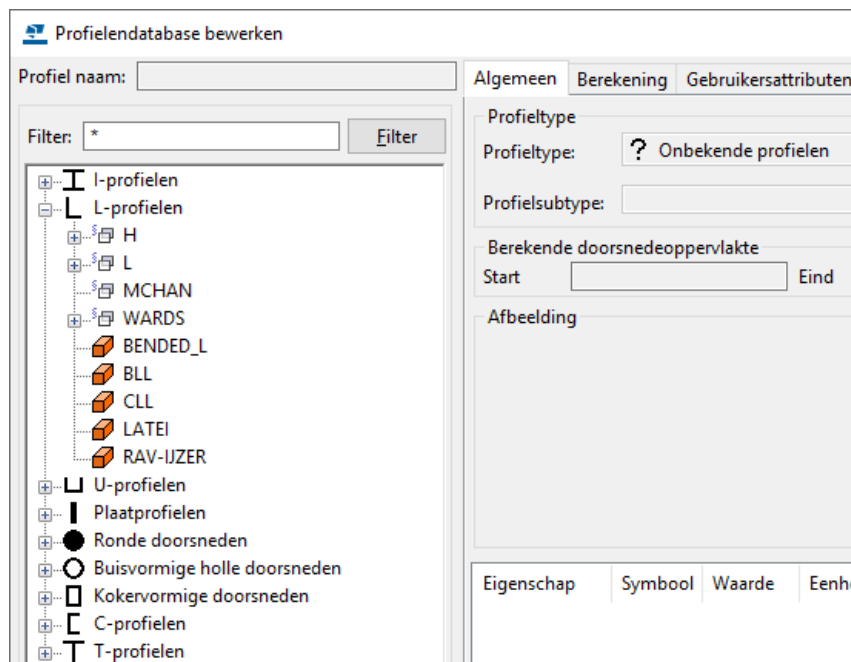 Profielendatabase bewerken
Profiel naam:
Filter: * Filter
I-profielen
L-profielen
H
L
MCHAN
WARDS
BENDED_L
BLL
CLL
LATEI
RAV-IJZER
U-profielen
Plaatprofielen
Ronde doorsneden
Buisvormige holle doorsneden
Kokervormige doorsneden
C-profielen
T-profielen
Algemeen Berekening Gebruikersattributen
Profieltype
Profieltype: ? Onbekende profielen
Profielsubtype:
Berekende doorsnedeoppervlakte
Start Eind
Afbeelding
Eigenschap Symbool Waarde Eenh